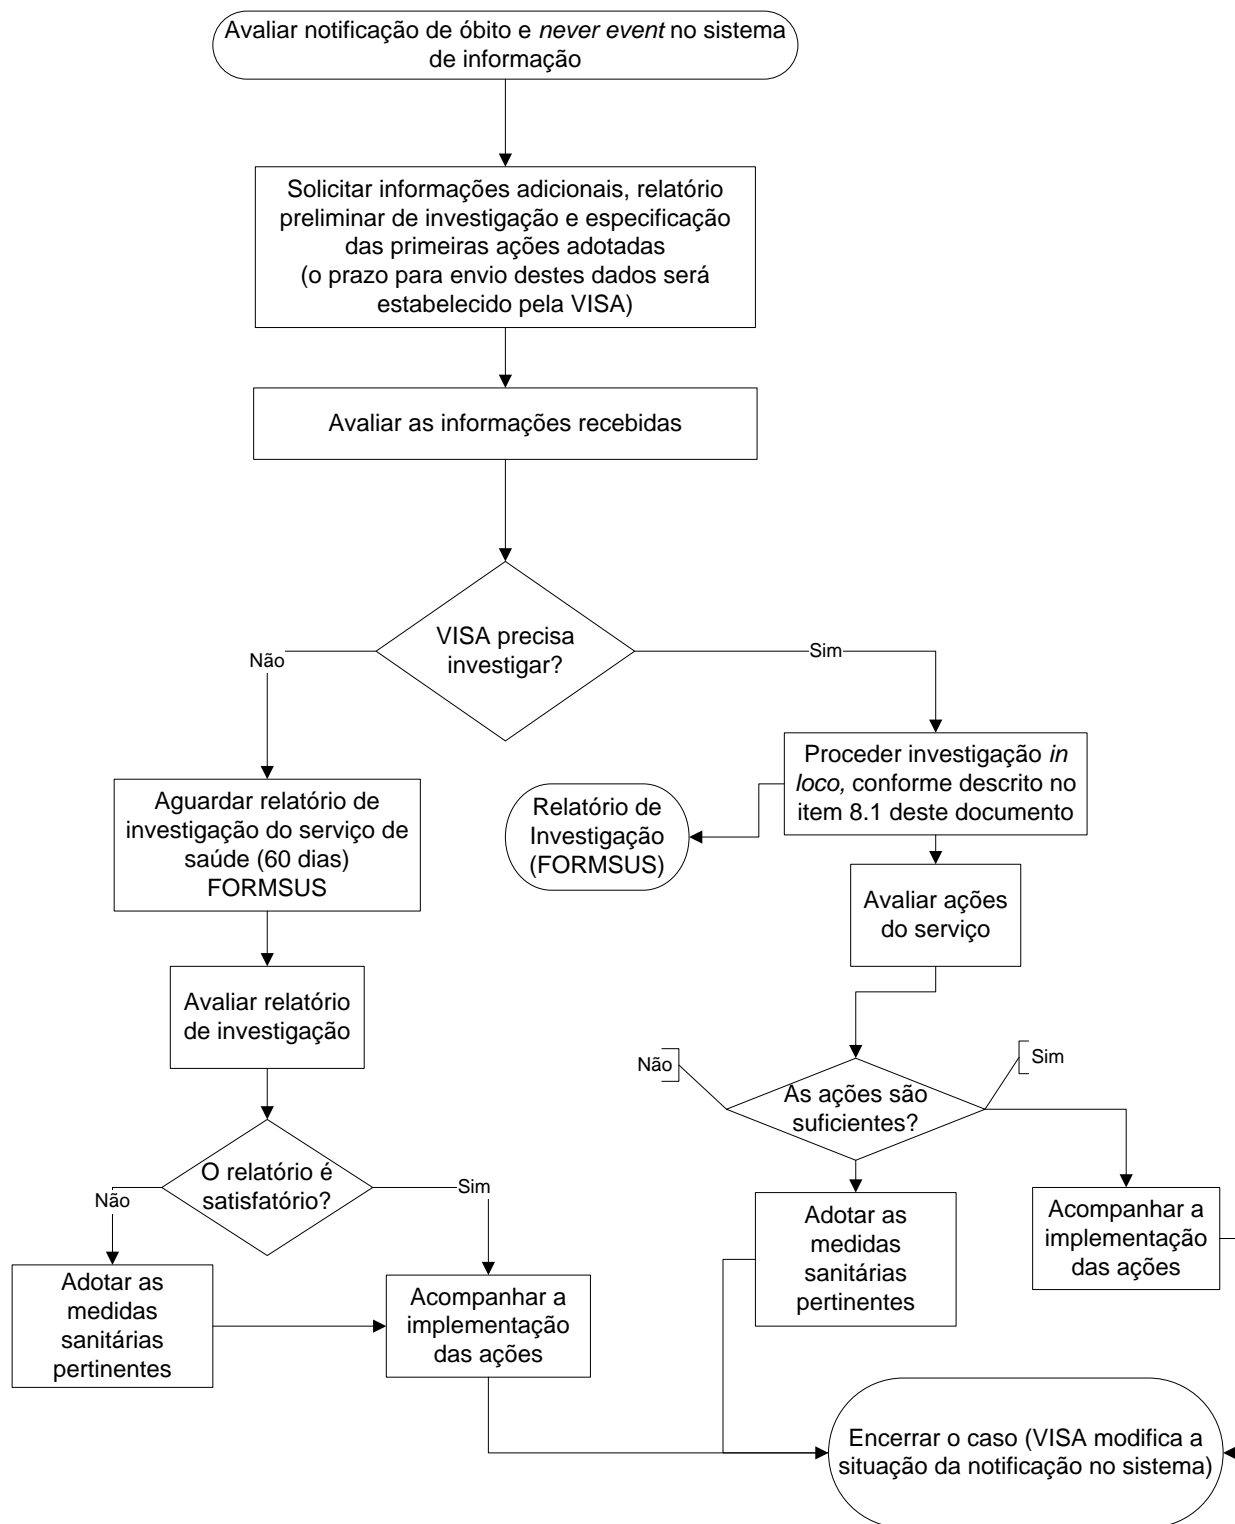 Avaliar notificação de óbito e never event no sistema
de informação
Solicitar informações adicionais, relatório
preliminar de investigação e especificação
das primeiras ações adotadas
(o prazo para envio destes dados será
estabelecido pela VISA)
Avaliar as informações recebidas
VISA precisa
investigar?
Não
Sim
Aguardar relatório de
investigação do serviço de
saúde (60 dias)
FORMSUS
Relatório de
Investigação
(FORMSUS)
Proceder investigação in
loco, conforme descrito no
item 8.1 deste documento
Avaliar ações
do serviço
Avaliar relatório
de investigação
Não
Sim
As ações são
suficientes?
O relatório é
satisfatório?
Não
Sim
Adotar as
medidas
sanitárias
pertinentes
Acompanhar a
implementação
das ações
Adotar as
medidas
sanitárias
pertinentes
Acompanhar a
implementação
das ações
Encerrar o caso (VISA modifica a
situação da notificação no sistema)